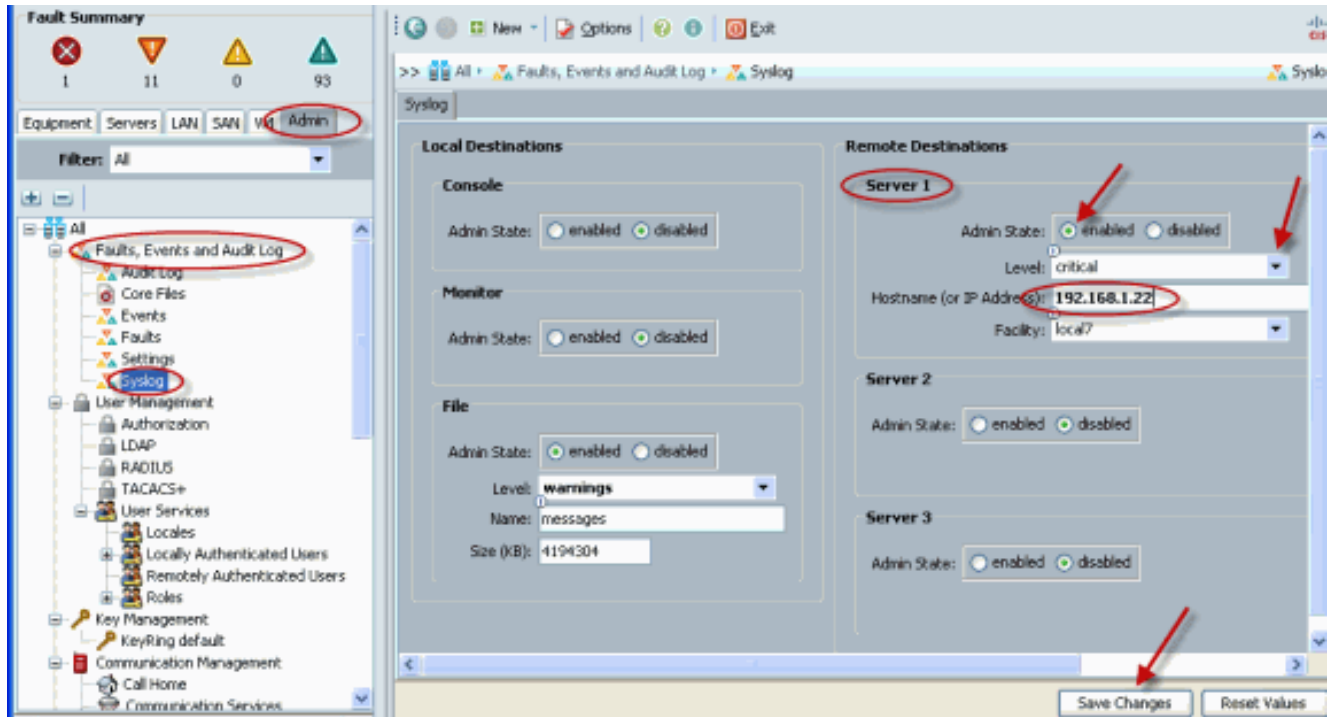 Fault Summary
1 11 0 93
Equipment Servers LAN SAN VM Admin
Filter: All
All
Faults, Events and Audit Log
Audit Log
Core Files
Events
Faults
Settings
Syslog
User Management
Authorization
LDAP
RADIUS
TACACS+
User Services
Locales
Locally Authenticated Users
Remotely Authenticated Users
Roles
Key Management
KeyRing default
Communication Management
Call Home
Communication Services
New Options Exit
>> All Faults, Events and Audit Log Syslog
Syslog
Local Destinations
Console
Admin State: enabled disabled
Monitor
Admin State: enabled disabled
File
Admin State: enabled disabled
Level: warnings
Name: messages
Size (KB): 4194304
Remote Destinations
Server 1
Admin State: enabled disabled
Level: critical
Hostname (or IP Address): 192.168.1.22
Facility: local7
Server 2
Admin State: enabled disabled
Server 3
Admin State: enabled disabled
Save Changes Reset Values